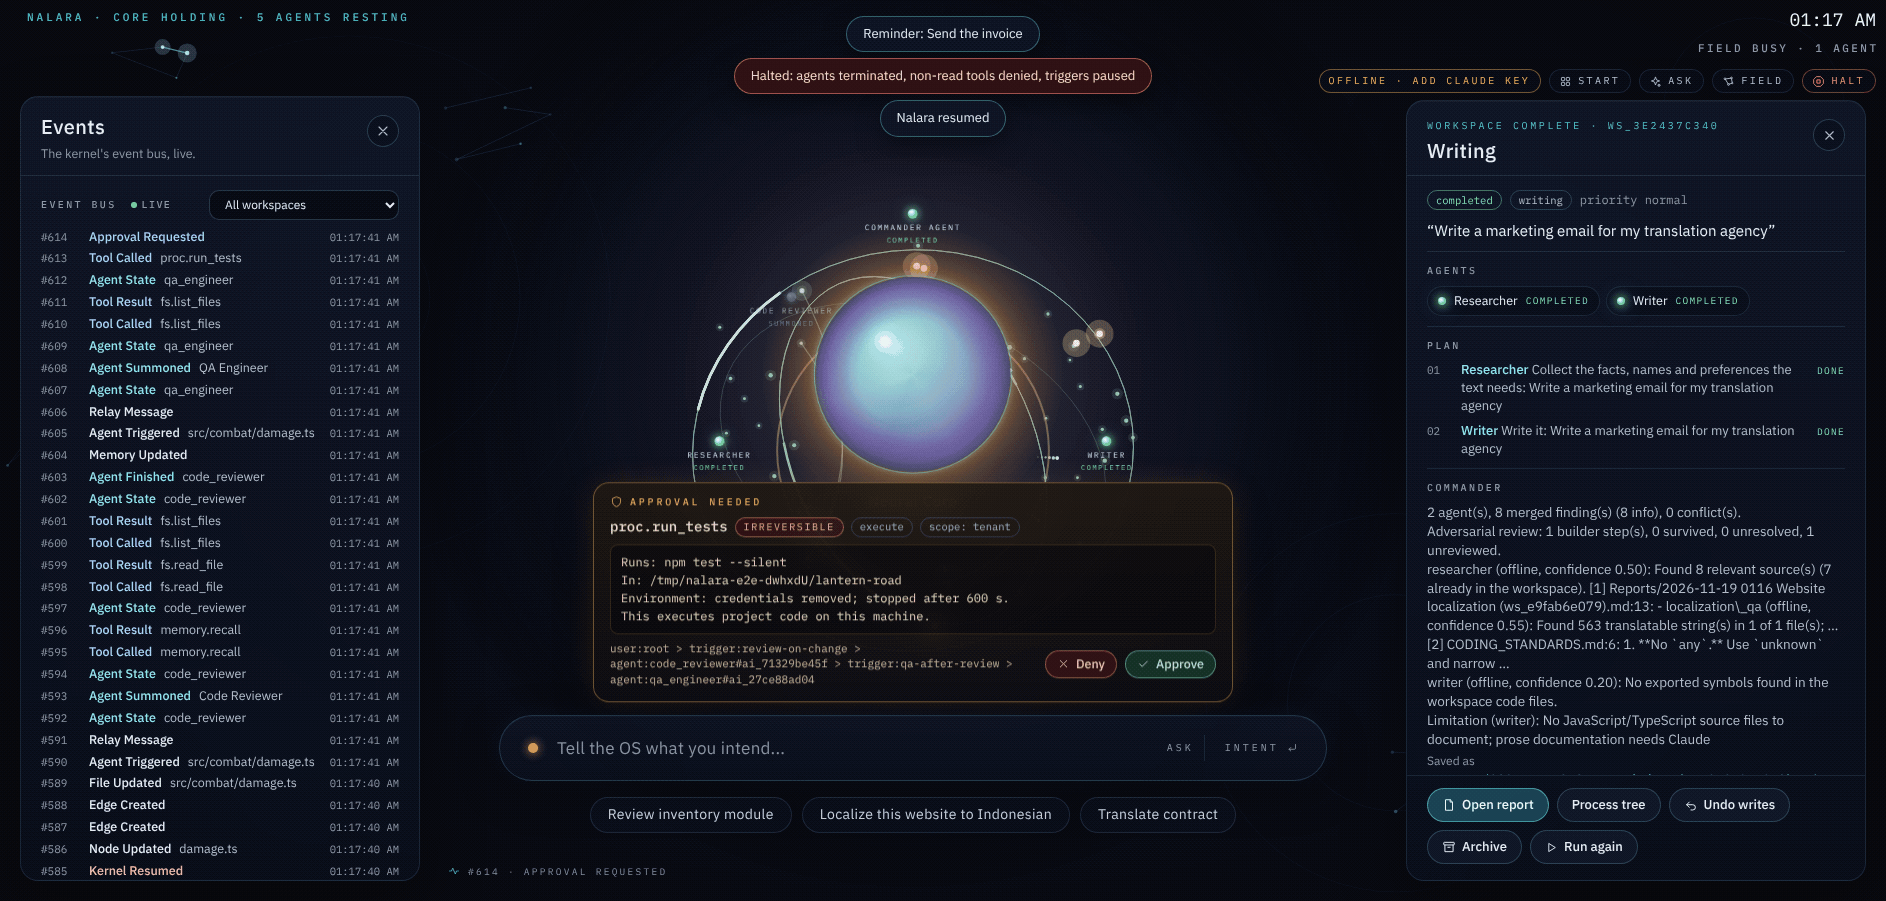 NALARA · CORE HOLDING · 5 AGENTS RESTING
Reminder: Send the invoice
Halted: agents terminated, non-read tools denied, triggers paused
Nalara resumed
01:17 AM
FIELD BUSY · 1 AGENT
OFFLINE · ADD CLAUDE KEY
START
ASK
FIELD
HALT
Events
The kernel's event bus, live.
EVENT BUS
LIVE
All workspaces
#614 Approval Requested 01:17:41 AM
#613 Tool Called proc.run_tests 01:17:41 AM
#612 Agent State qa_engineer 01:17:41 AM
#611 Tool Result fs.list_files 01:17:41 AM
#610 Tool Called fs.list_files 01:17:41 AM
#609 Agent State qa_engineer 01:17:41 AM
#608 Agent Summoned QA Engineer 01:17:41 AM
#607 Agent State qa_engineer 01:17:41 AM
#606 Relay Message 01:17:41 AM
#605 Agent Triggered src/combat/damage.ts 01:17:41 AM
#604 Memory Updated 01:17:41 AM
#603 Agent Finished code_reviewer 01:17:41 AM
#602 Agent State code_reviewer 01:17:41 AM
#601 Tool Result fs.list_files 01:17:41 AM
#600 Tool Called fs.list_files 01:17:41 AM
#599 Tool Result fs.read_file 01:17:41 AM
#598 Tool Called fs.read_file 01:17:41 AM
#597 Agent State code_reviewer 01:17:41 AM
#596 Tool Result memory.recall 01:17:41 AM
#595 Tool Called memory.recall 01:17:41 AM
#594 Agent State code_reviewer 01:17:41 AM
#593 Agent Summoned Code Reviewer 01:17:41 AM
#592 Agent State code_reviewer 01:17:41 AM
#591 Relay Message 01:17:41 AM
#590 Agent Triggered src/combat/damage.ts 01:17:41 AM
#589 File Updated src/combat/damage.ts 01:17:40 AM
#588 Edge Created 01:17:40 AM
#587 Edge Created 01:17:40 AM
#586 Node Updated damage.ts 01:17:40 AM
#585 Kernel Resumed 01:17:40 AM
COMMANDER AGENT
COMPLETED
CODE REVIEWER
SUMMONED
RESEARCHER
COMPLETED
WRITER
COMPLETED
APPROVAL NEEDED
proc.run_tests IRREVERSIBLE execute scope: tenant
Runs: npm test --silent
In: /tmp/nalara-e2e-dwhxdU/lantern-road
Environment: credentials removed; stopped after 600 s.
This executes project code on this machine.
user:root > trigger:review-on-change >
agent:code_reviewer#ai_71329be45f > trigger:qa-after-review >
agent:qa_engineer#ai_27ce88ad04
Deny
Approve
Tell the OS what you intend...
ASK
INTENT
Review inventory module
Localize this website to Indonesian
Translate contract
#614 · APPROVAL REQUESTED
WORKSPACE COMPLETE · WS_3E2437C340
Writing
completed writing priority normal
“Write a marketing email for my translation agency”
AGENTS
Researcher COMPLETED
Writer COMPLETED
PLAN
01 Researcher Collect the facts, names and preferences the DONE
text needs: Write a marketing email for my translation
agency
02 Writer Write it: Write a marketing email for my translation DONE
agency
COMMANDER
2 agent(s), 8 merged finding(s) (8 info), 0 conflict(s).
Adversarial review: 1 builder step(s), 0 survived, 0 unresolved, 1
unreviewed.
researcher (offline, confidence 0.50): Found 8 relevant source(s) (7
already in the workspace). [1] Reports/2026-11-19 0116 Website
localization (ws_e9fab6e079).md:13: - localization\_qa (offline,
confidence 0.55): Found 563 translatable string(s) in 1 of 1 file(s); ...
[2] CODING_STANDARDS.md:6: 1. **No `any`.** Use `unknown`
and narrow ...
writer (offline, confidence 0.20): No exported symbols found in the
workspace code files.
Limitation (writer): No JavaScript/TypeScript source files to
document; prose documentation needs Claude
Saved as
Open report
Process tree
Undo writes
Archive
Run again